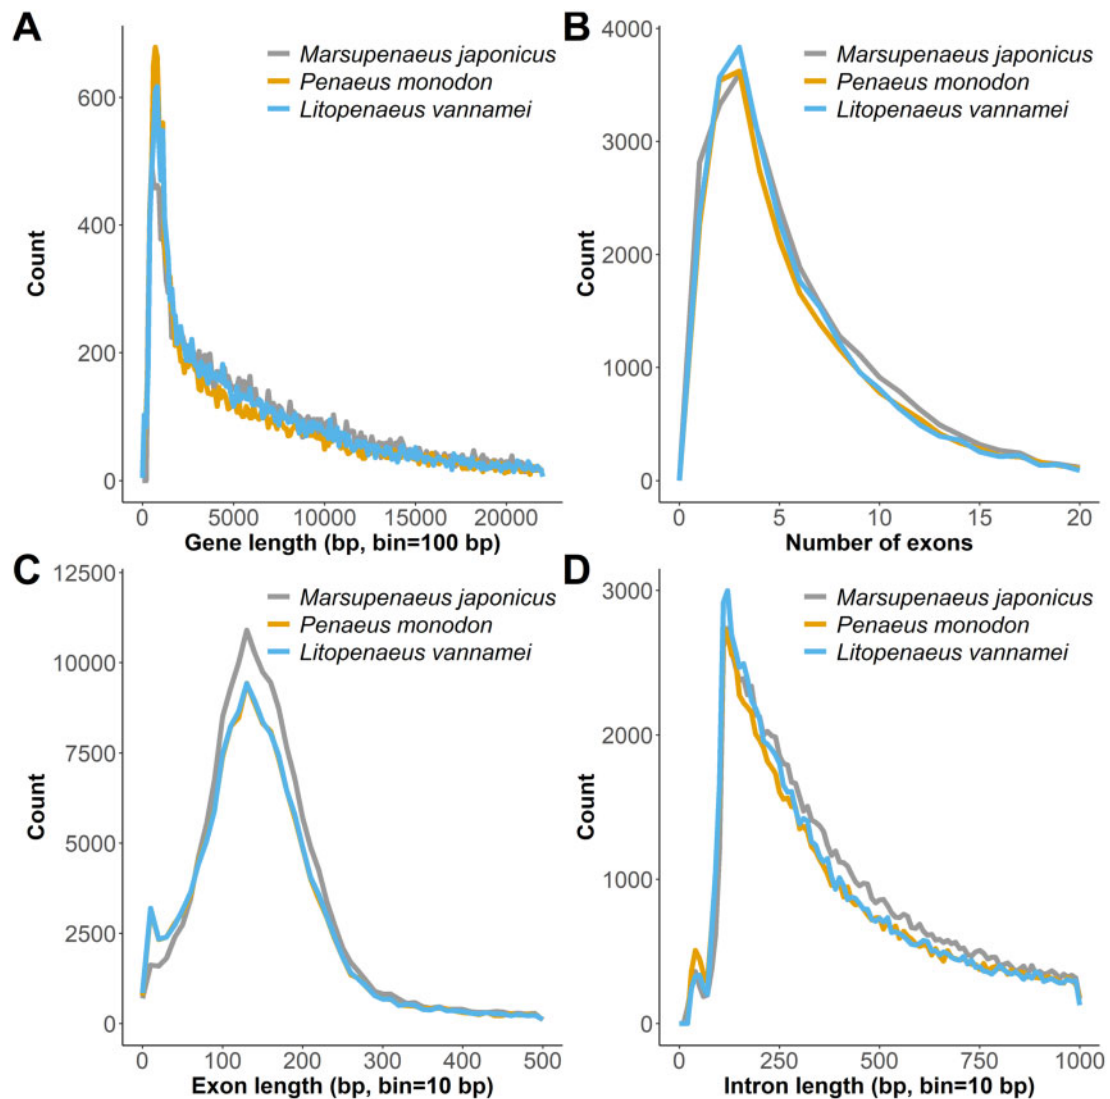 A
Marsupenaeus japonicus
Penaeus monodon
Litopenaeus vannamei
600
400
200
0
Count
0 5000 10000 15000 20000
Gene length (bp, bin=100 bp)
B
Marsupenaeus japonicus
Penaeus monodon
Litopenaeus vannamei
4000
3000
2000
1000
0
Count
0 5 10 15 20
Number of exons
C
Marsupenaeus japonicus
Penaeus monodon
Litopenaeus vannamei
12500
10000
7500
5000
2500
0
Count
0 100 200 300 400 500
Exon length (bp, bin=10 bp)
D
Marsupenaeus japonicus
Penaeus monodon
Litopenaeus vannamei
3000
2000
1000
0
Count
0 250 500 750 1000
Intron length (bp, bin=10 bp)